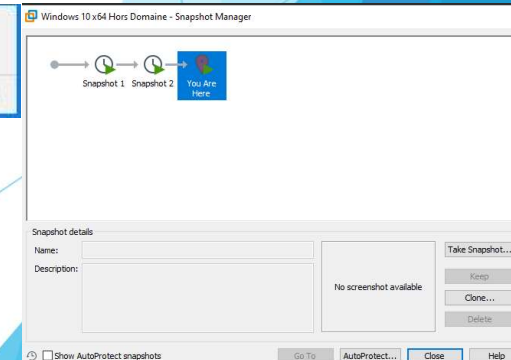 Windows 10 x64 Hors Domaine - Snapshot Manager
Snapshot 1 Snapshot 2 You Are
Here
Snapshot details
Name:
Take Snapshot...
Description:
Keep
No screenshot available
Clone...
Delete
Show AutoProtect snapshots Go To AutoProtect... Close Help